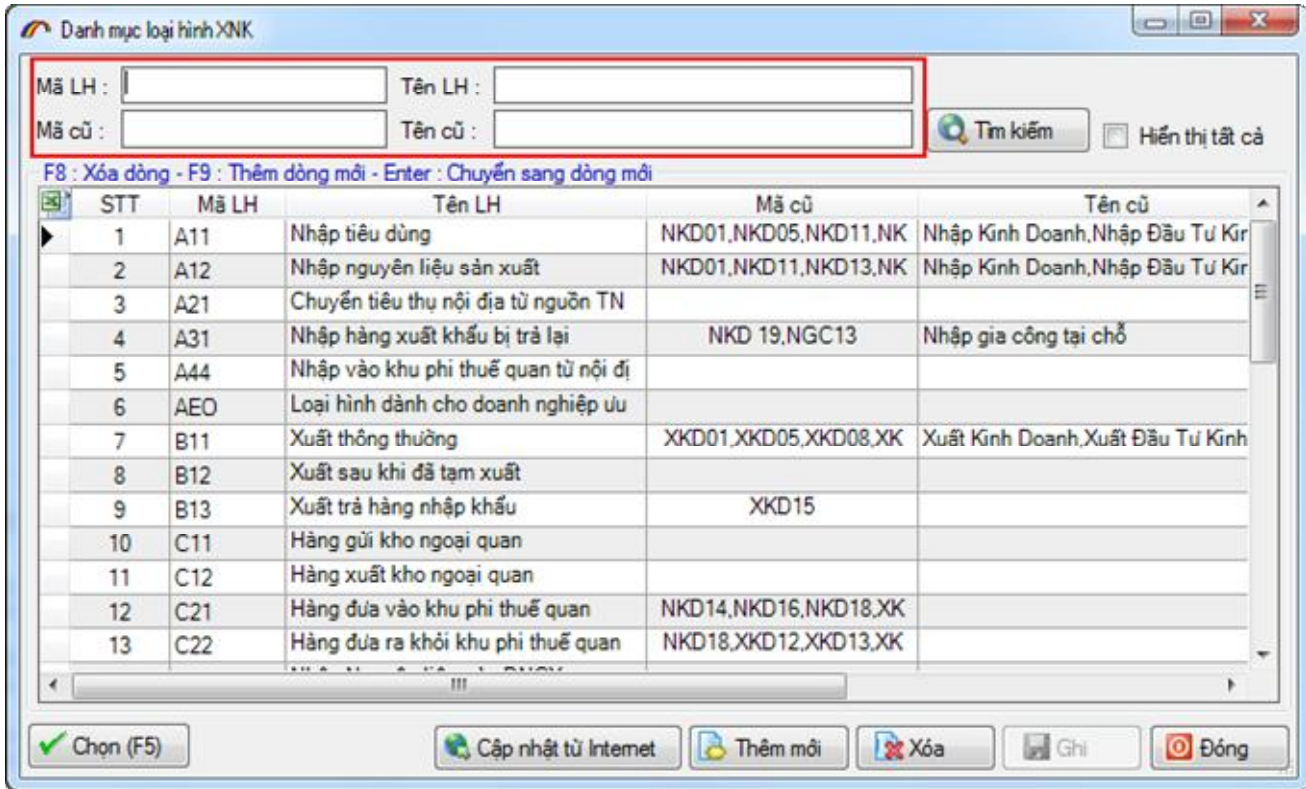 Danh mục loại hình XNK
Mã LH : Tên LH :
Mã cũ : Tên cũ : Tìm kiếm Hiển thị tất cả
F8 : Xóa dòng - F9 : Thêm dòng mới - Enter : Chuyển sang dòng mới
STT Mã LH Tên LH Mã cũ Tên cũ
1 A11 Nhập tiêu dùng NKD01,NKD05,NKD11,NK Nhập Kinh Doanh,Nhập Đầu Tư Kin
2 A12 Nhập nguyên liệu sản xuất NKD01,NKD11,NKD13,NK Nhập Kinh Doanh,Nhập Đầu Tư Kin
3 A21 Chuyển tiêu thụ nội địa từ nguồn TN
4 A31 Nhập hàng xuất khẩu bị trả lại NKD 19,NGC13 Nhập gia công tại chỗ
5 A44 Nhập vào khu phi thuế quan từ nội đị
6 AEO Loại hình dành cho doanh nghiệp ưu
7 B11 Xuất thông thường XKD01,XKD05,XKD08,XK Xuất Kinh Doanh,Xuất Đầu Tư Kinh
8 B12 Xuất sau khi đã tạm xuất
9 B13 Xuất trả hàng nhập khẩu XKD15
10 C11 Hàng gửi kho ngoại quan
11 C12 Hàng xuất kho ngoại quan
12 C21 Hàng đưa vào khu phi thuế quan NKD14,NKD16,NKD18,XK
13 C22 Hàng đưa ra khỏi khu phi thuế quan NKD18,XKD12,XKD13,XK
Chọn (F5) Cập nhật từ Internet Thêm mới Xóa Ghi Đóng